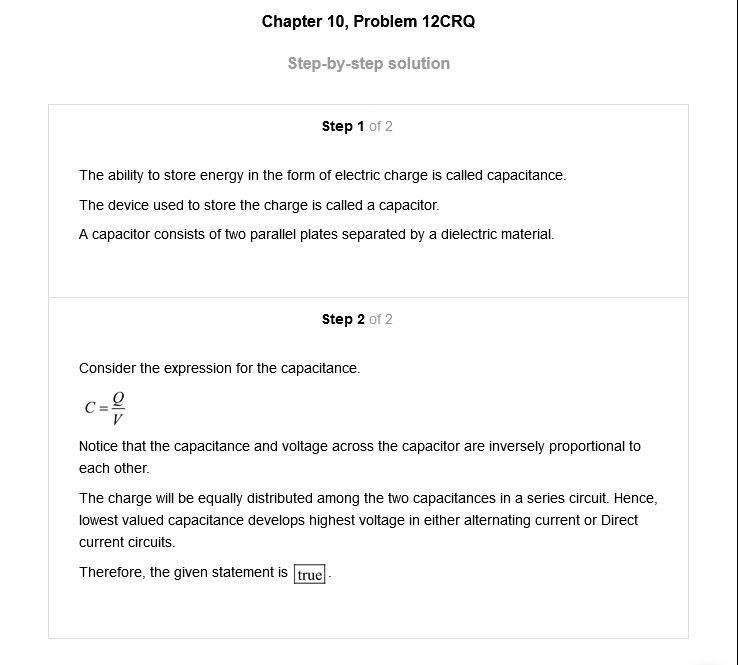 Chapter 10, Problem 12CRQ
Step-by-step solution
Step 1 of 2
The ability to store energy in the form of electric charge is called capacitance.
The device used to store the charge is called a capacitor.
A capacitor consists of two parallel plates separated by a dielectric material.
Step 2 of 2
Consider the expression for the capacitance.
C = Q/V
Notice that the capacitance and voltage across the capacitor are inversely proportional to
each other.
The charge will be equally distributed among the two capacitances in a series circuit. Hence,
lowest valued capacitance develops highest voltage in either alternating current or Direct
current circuits.
Therefore, the given statement is true.